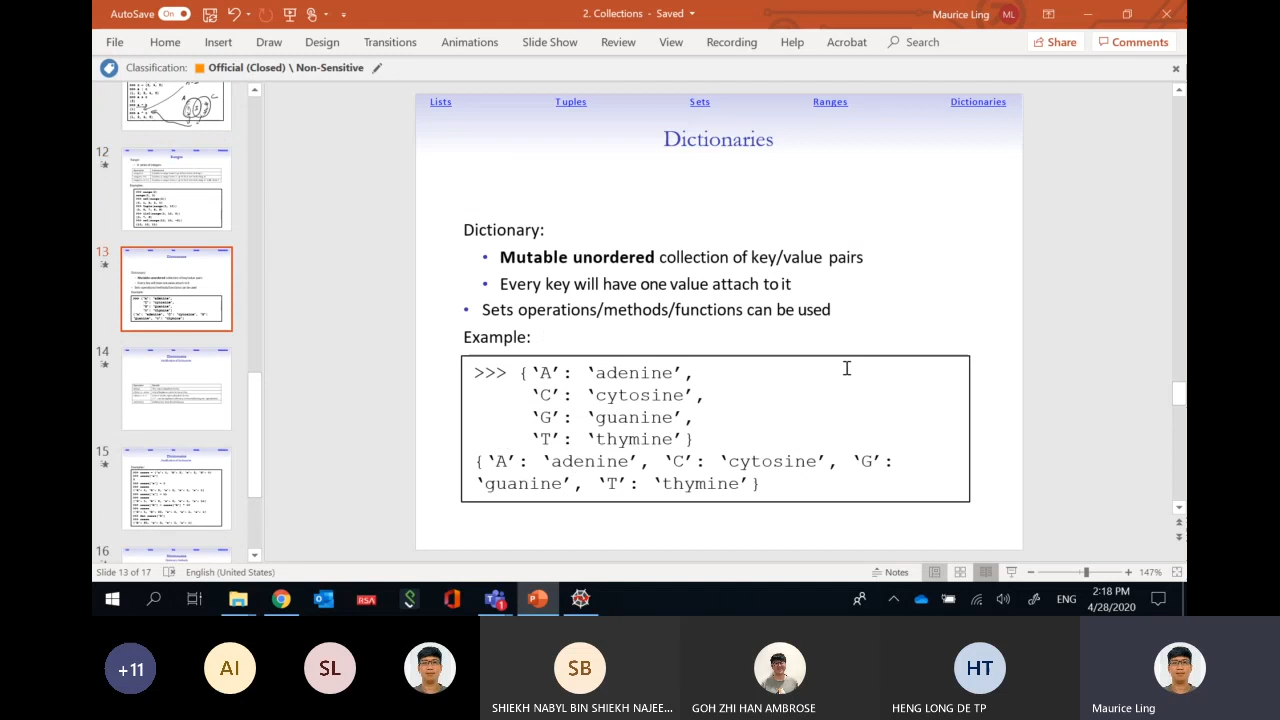 AutoSave On 2. Collections - Saved Maurice Ling ML
File Home Insert Draw Design Transitions Animations Slide Show Review View Recording Help Acrobat Search Share Comments
Classification: Official (Closed) \ Non-Sensitive
Lists Tuples Sets Ranges Dictionaries
Dictionaries
Dictionary:
• Mutable unordered collection of key/value pairs
• Every key will have one value attach to it
• Sets operations/methods/functions can be used
Example:
>>> {‘A’: ‘adenine’,
‘C’: ‘cytosine’,
‘G’: ‘guanine’,
‘T’: ‘thymine’}
{‘A’: ‘adenine’, ‘C’: ‘cytosine’, ‘G’:
‘guanine’, ‘T’: ‘thymine’}
12
13
14
15
16
Slide 13 of 17 English (United States) Notes 147%
RSA 1 ENG 2:18 PM
4/28/2020
+11 AI SL SB HT
SHIEKH NABYL BIN SHIEKH NAJEE... GOH ZHI HAN AMBROSE HENG LONG DE TP Maurice Ling